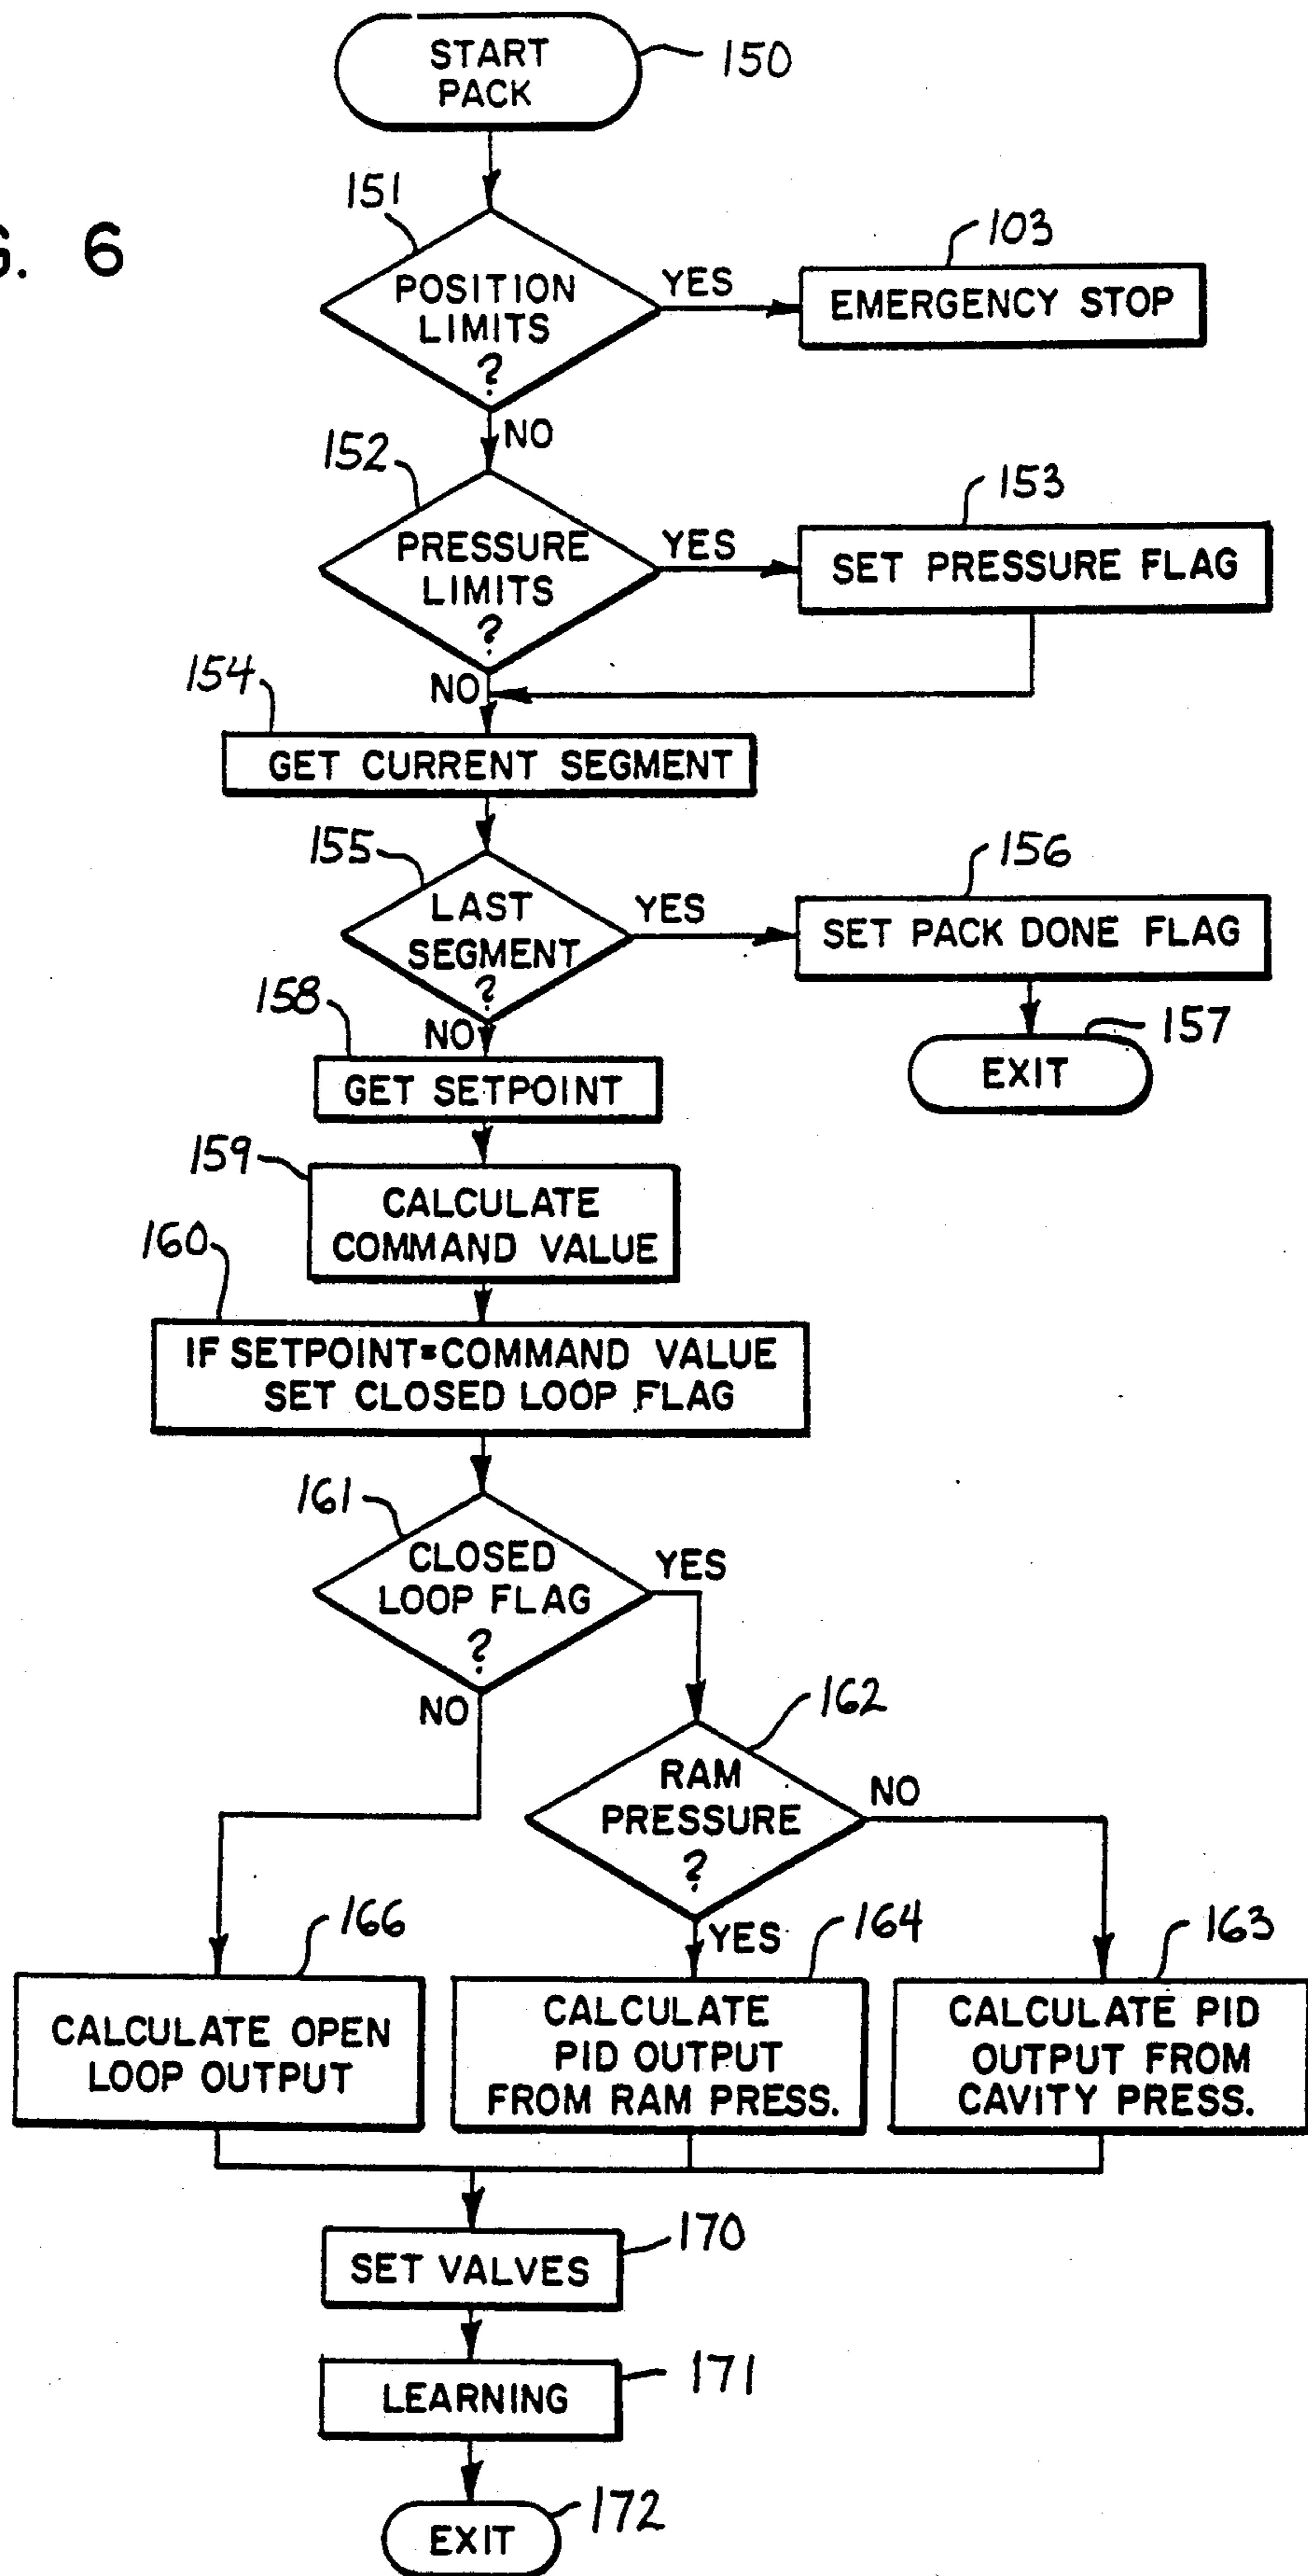 START
PACK
150
G. 6
151
POSITION
LIMITS
?
YES
103
EMERGENCY STOP
NO
152
PRESSURE
LIMITS
?
YES
153
SET PRESSURE FLAG
NO
154
GET CURRENT SEGMENT
155
LAST
SEGMENT
?
YES
156
SET PACK DONE FLAG
157
EXIT
158
NO
GET SETPOINT
159
CALCULATE
COMMAND VALUE
160
IF SETPOINT=COMMAND VALUE
SET CLOSED LOOP FLAG
161
CLOSED
LOOP FLAG
?
YES
NO
162
RAM
PRESSURE
?
NO
YES
166
CALCULATE OPEN
LOOP OUTPUT
164
CALCULATE
PID OUTPUT
FROM RAM PRESS.
163
CALCULATE PID
OUTPUT FROM
CAVITY PRESS.
170
SET VALVES
171
LEARNING
172
EXIT